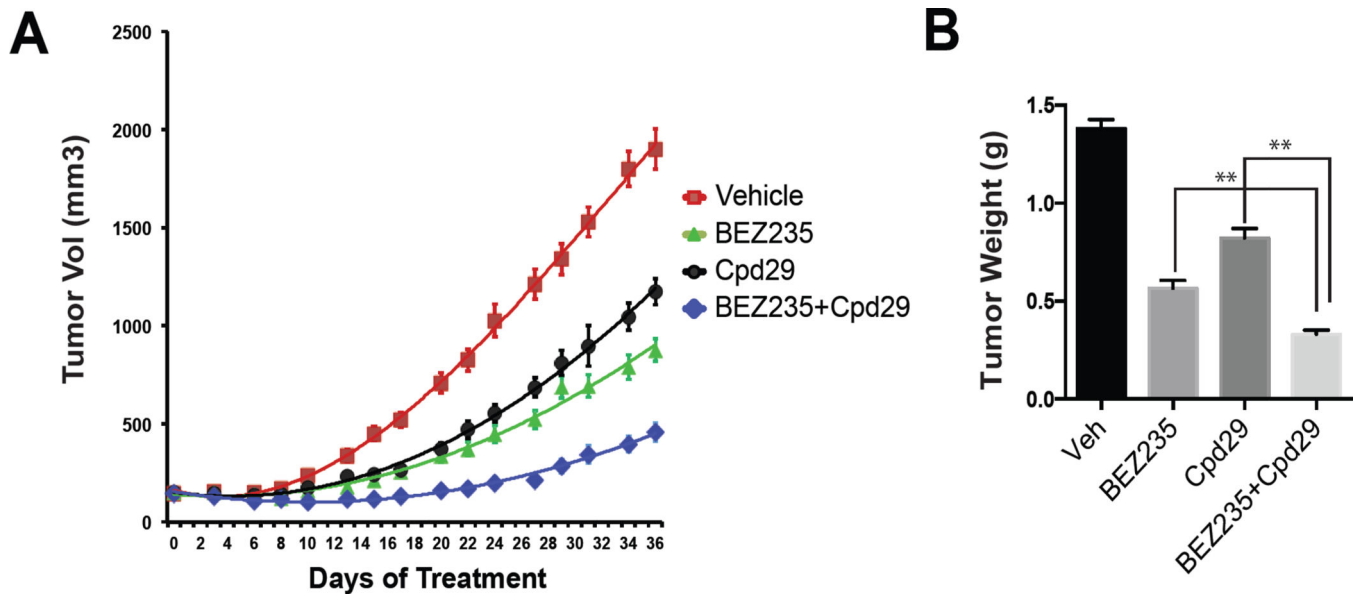 A
2500
2000
1500
1000
500
0
Tumor Vol (mm3)
0 2 4 6 8 10 12 14 16 18 20 22 24 26 28 30 32 34 36
Days of Treatment
Vehicle
BEZ235
Cpd29
BEZ235+Cpd29
B
1.5
1.0
0.5
0.0
Tumor Weight (g)
**
**
Veh
BEZ235
Cpd29
BEZ235+Cpd29